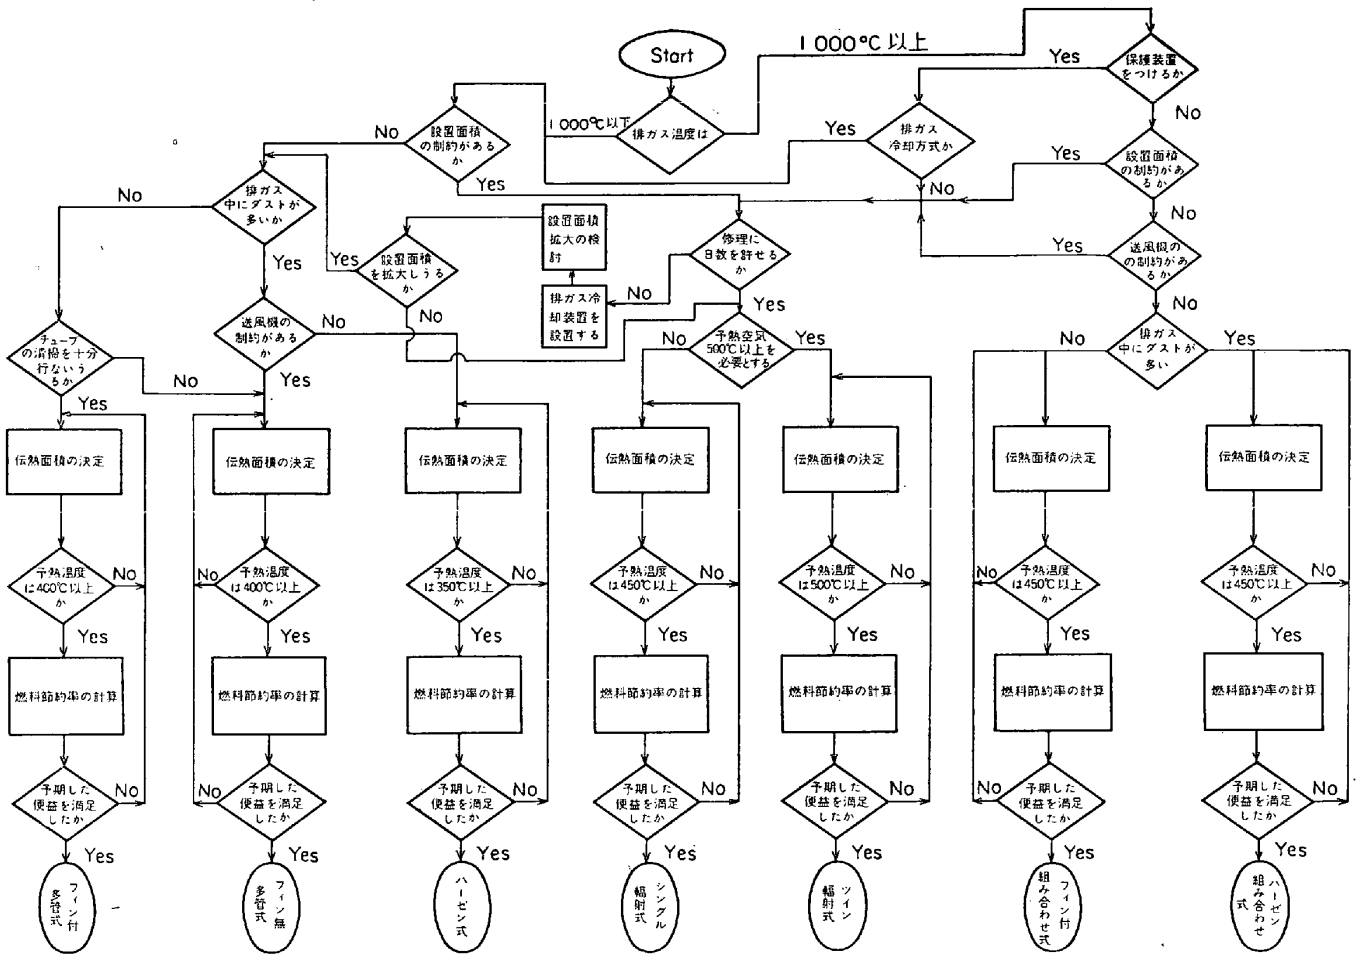 Start
1000°C以上
保護装置
をつけるか
Yes
No
排ガス温度は
1000°C以下
設置面積
の制約がある
か
No
Yes
排ガス
冷却方式か
Yes
No
設置面積
の制約があ
るか
Yes
No
排ガス
中にダストが
多いか
No
Yes
設置面積
を拡大しうる
か
Yes
No
設置面積
拡大の検
討
排ガス冷
却装置を
設置する
修理に
日数を許せる
か
No
Yes
送風機の
の制約があ
るか
Yes
No
チューブ
の清掃を十分
行ないう
るか
No
Yes
送風機の
制約がある
か
No
Yes
予熱空気
500℃以上を
必要とする
No
Yes
排ガス
中にダストが
多い
No
Yes
伝熱面積の決定
伝熱面積の決定
伝熱面積の決定
伝熱面積の決定
伝熱面積の決定
伝熱面積の決定
伝熱面積の決定
予熱温度
は400℃以上
か
No
Yes
予熱温度
は400℃以上
か
No
Yes
予熱温度
は350℃以上
か
No
Yes
予熱温度
は450℃以上
か
No
Yes
予熱温度
は500℃以上
か
No
Yes
予熱温度
は450℃以上
か
No
Yes
予熱温度
は450℃以上
か
No
Yes
燃料節約率の計算
燃料節約率の計算
燃料節約率の計算
燃料節約率の計算
燃料節約率の計算
燃料節約率の計算
燃料節約率の計算
予期した
便益を満足
したか
No
Yes
予期した
便益を満足
したか
No
Yes
予期した
便益を満足
したか
No
Yes
予期した
便益を満足
したか
No
Yes
予期した
便益を満足
したか
No
Yes
予期した
便益を満足
したか
No
Yes
予期した
便益を満足
したか
No
Yes
フィン付
多管式
フィン無
多管式
ハーゼン式
シングル
輻射式
ツイン
輻射式
フィン付
組み合わせ式
ハーゼン
組み合わせ
式